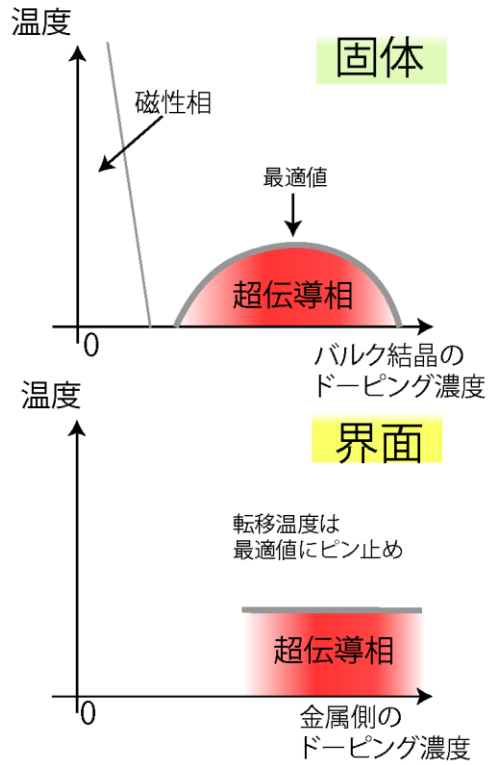 温度
固体
磁性相
最適値
超伝導相
0
バルク結晶の
ドーピング濃度
温度
界面
転移温度は
最適値にピン止め
超伝導相
0
金属側の
ドーピング濃度